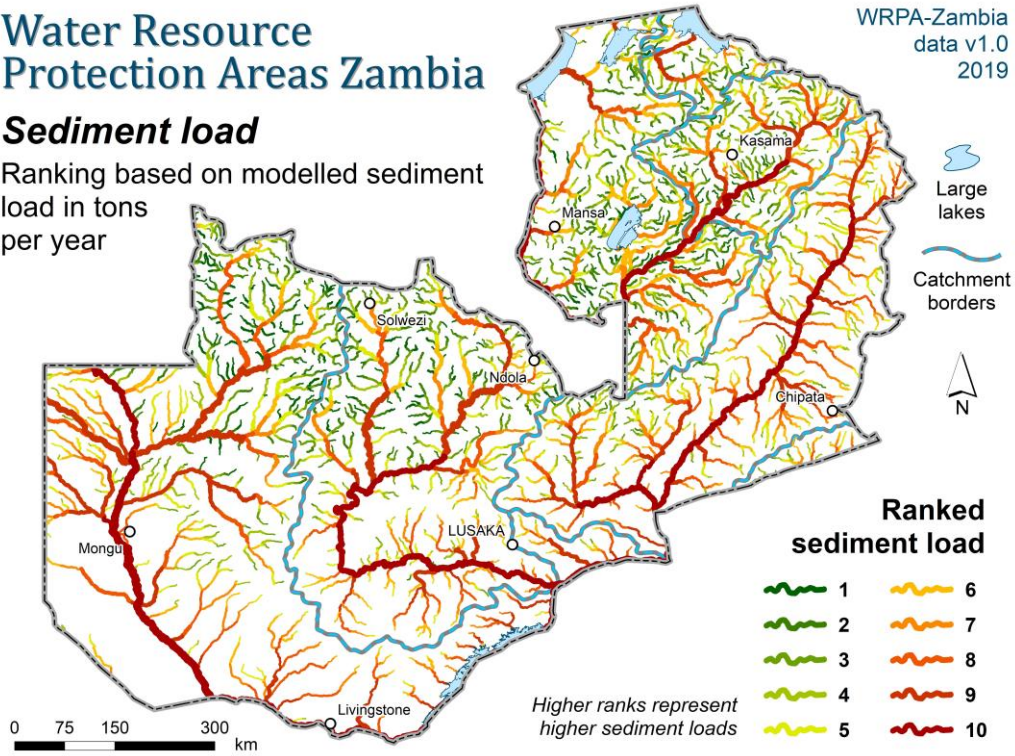 Water Resource
Protection Areas Zambia
Sediment load
Ranking based on modelled sediment
load in tons
per year
WRPA-Zambia
data v1.0
2019
Large
lakes
Catchment
borders
N
Kasama
Mansa
Solwezi
Ndola
Chipata
LUSAKA
Mongu
Livingstone
Ranked
sediment load
1 6
2 7
3 8
4 9
5 10
Higher ranks represent
higher sediment loads
0 75 150 300
km